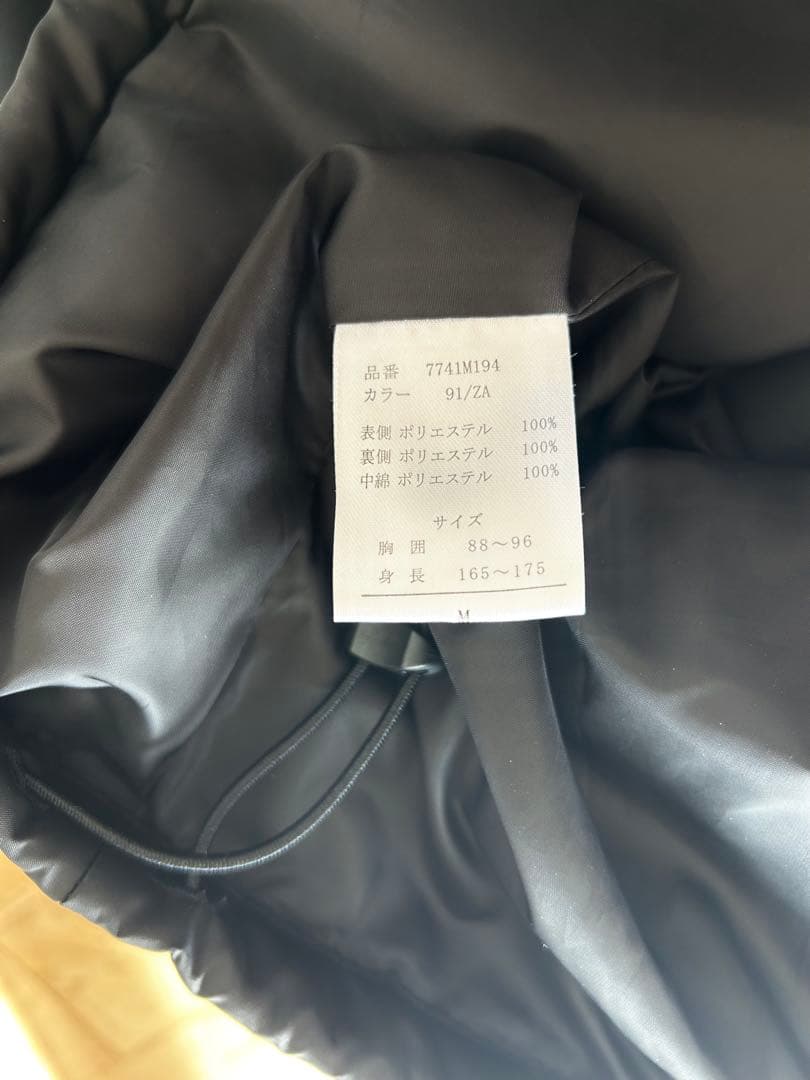 品番 7741M194
カラー 91/ZA
表側 ポリエステル 100%
裏側 ポリエステル 100%
中綿 ポリエステル 100%
サイズ
胸囲 88～96
身長 165～175
M